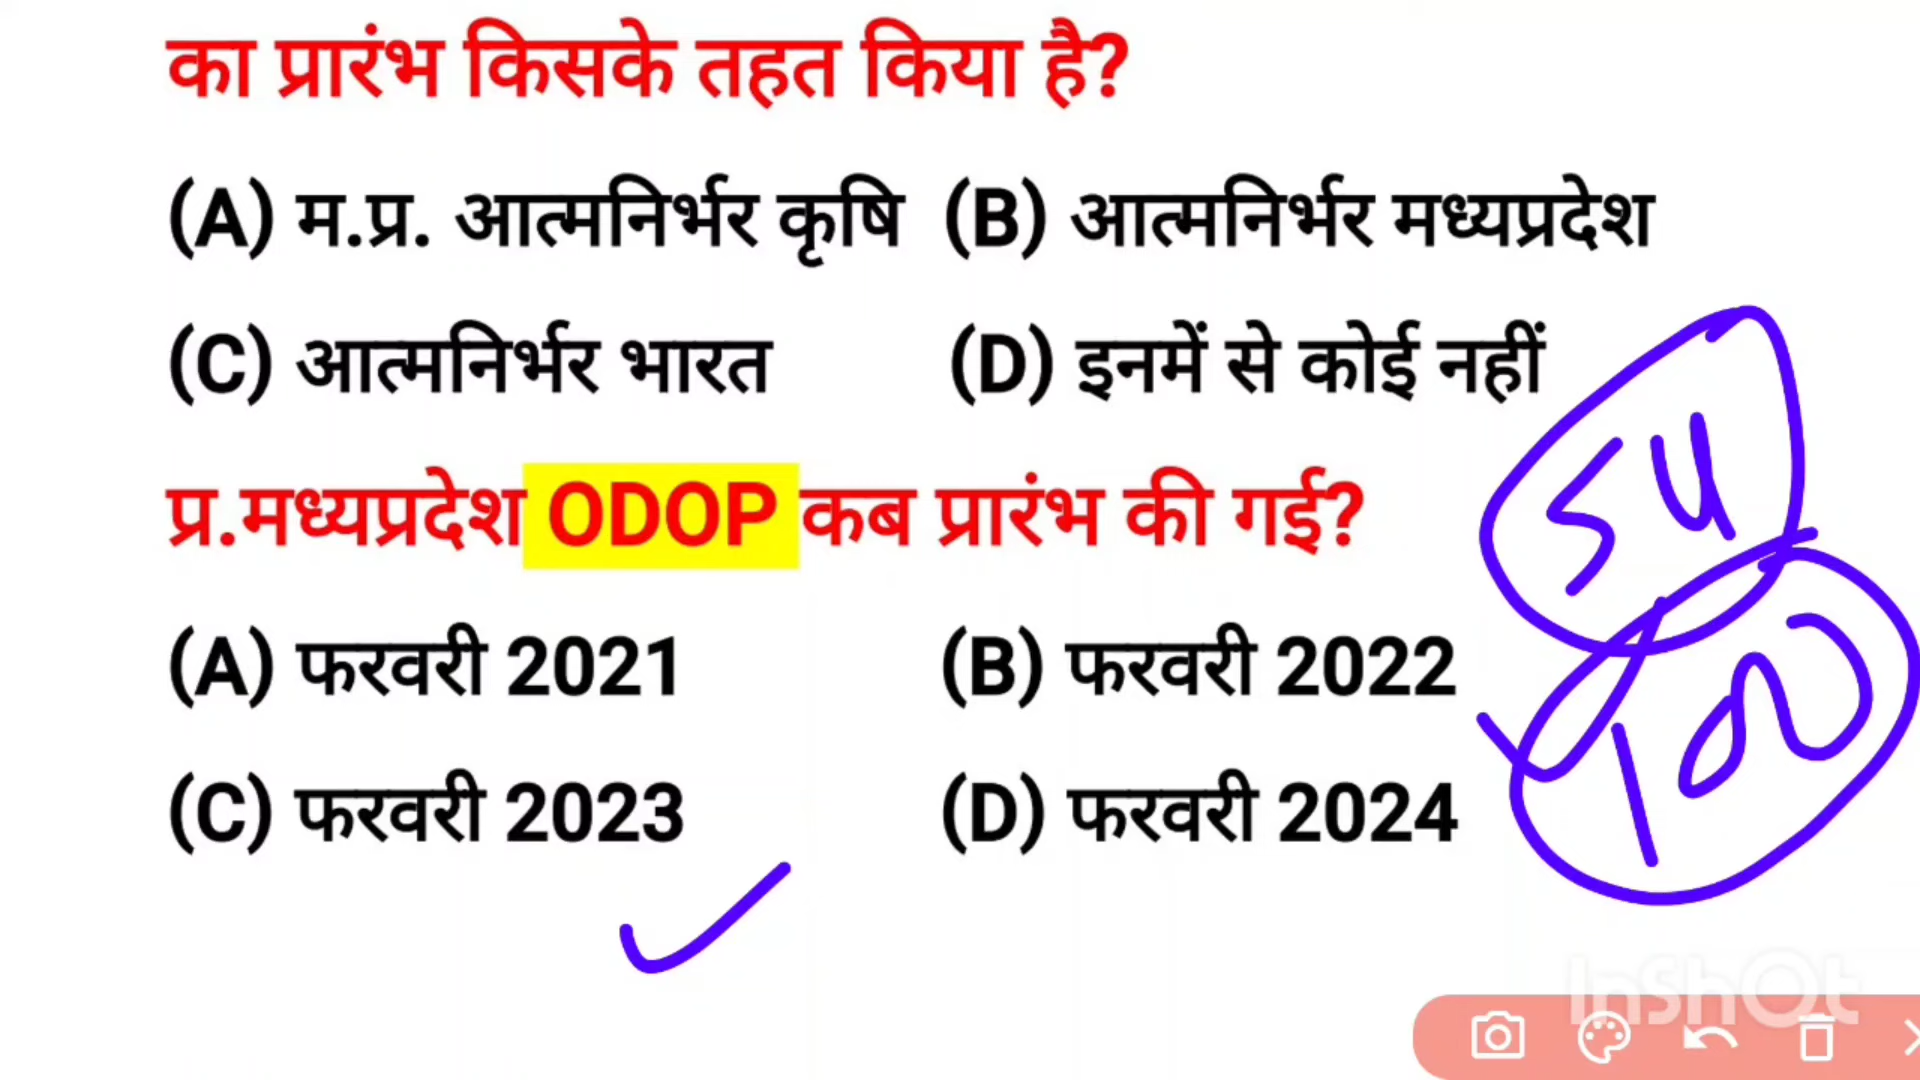 का प्रारंभ किसके तहत किया है?
(A) म.प्र. आत्मनिर्भर कृषि (B) आत्मनिर्भर मध्यप्रदेश
(C) आत्मनिर्भर भारत (D) इनमें से कोई नहीं
54
प्र.मध्यप्रदेश ODOP कब प्रारंभ की गई?
(A) फरवरी 2021 (B) फरवरी 2022
100
(C) फरवरी 2023 (D) फरवरी 2024
InShOt